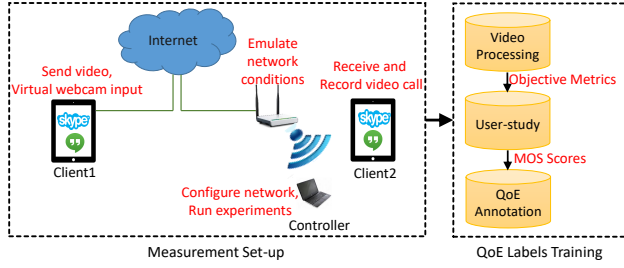 Internet
Send video,
Virtual webcam input
Emulate
network
conditions
Receive and
Record video call
skype
skype
Client1
Client2
Configure network,
Run experiments
Controller
Measurement Set-up
Video
Processing
Objective Metrics
User-study
MOS Scores
QoE
Annotation
QoE Labels Training